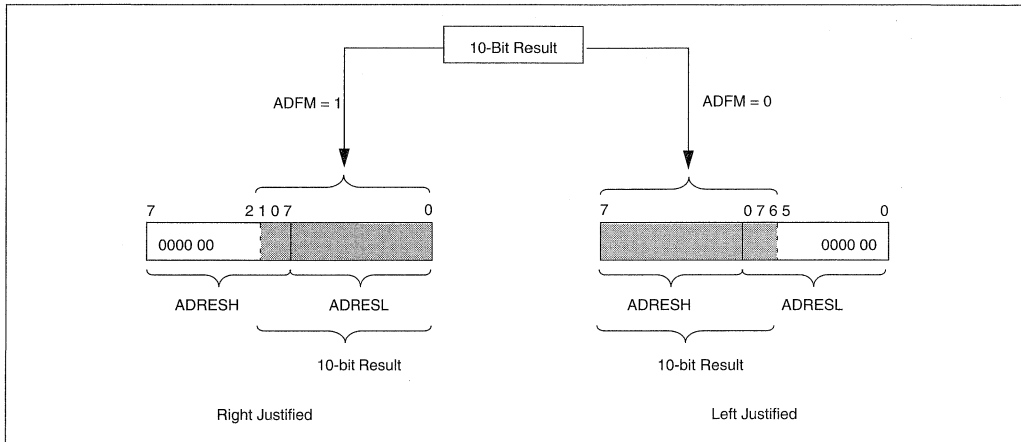 10-Bit Result
ADFM = 1
ADFM = 0
7 2 1 0 7 0
7 0 7 6 5 0
0000 00
0000 00
ADRESH
ADRESL
ADRESH
ADRESL
10-bit Result
10-bit Result
Right Justified
Left Justified